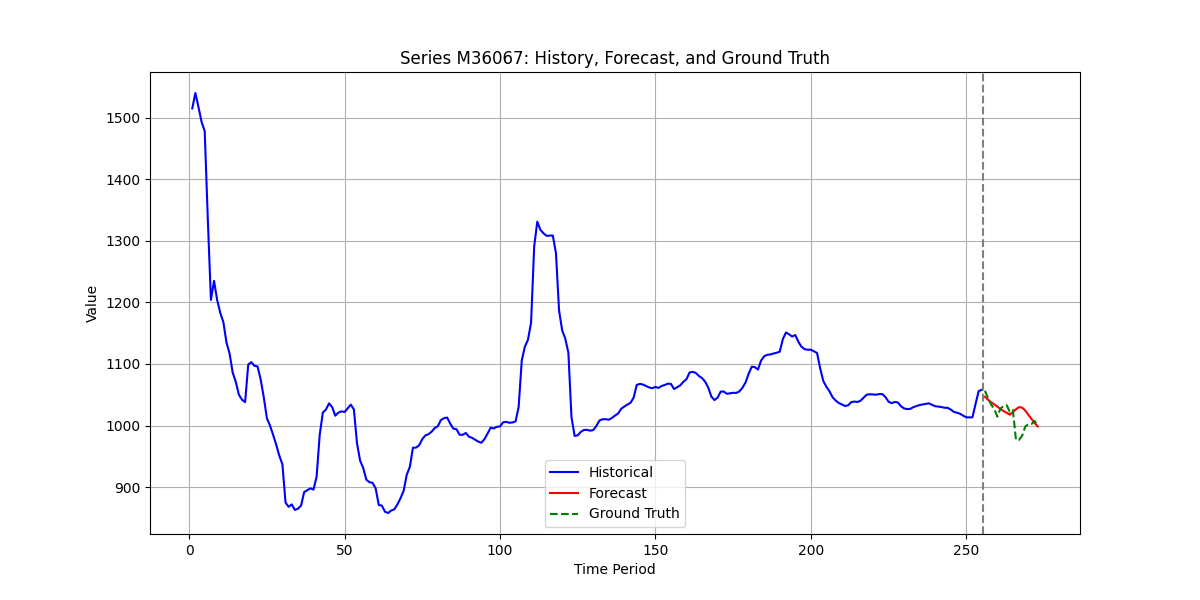 Series M36067: History, Forecast, and Ground Truth
1500
1400
1300
1200
1100
1000
900
Value
0
50
100
150
200
250
Time Period
Historical
Forecast
Ground Truth